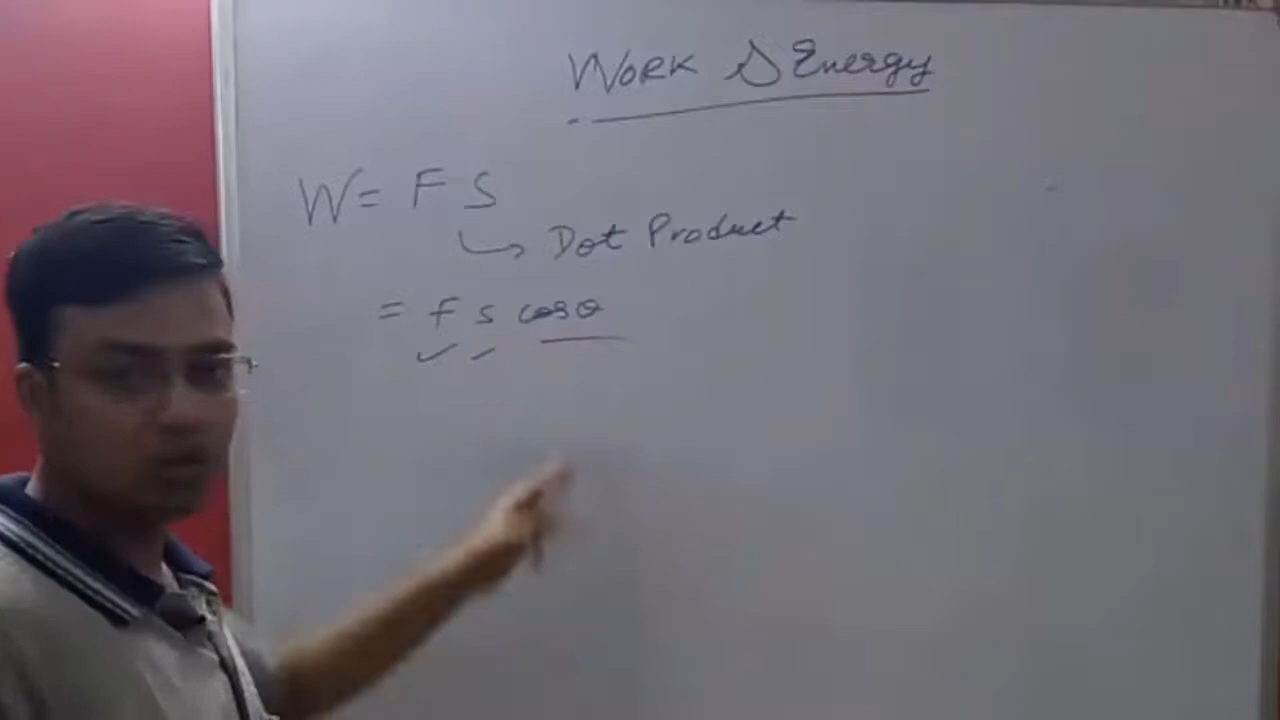 Work & Energy
W = F S
↳ Dot Product
= F s cosθ